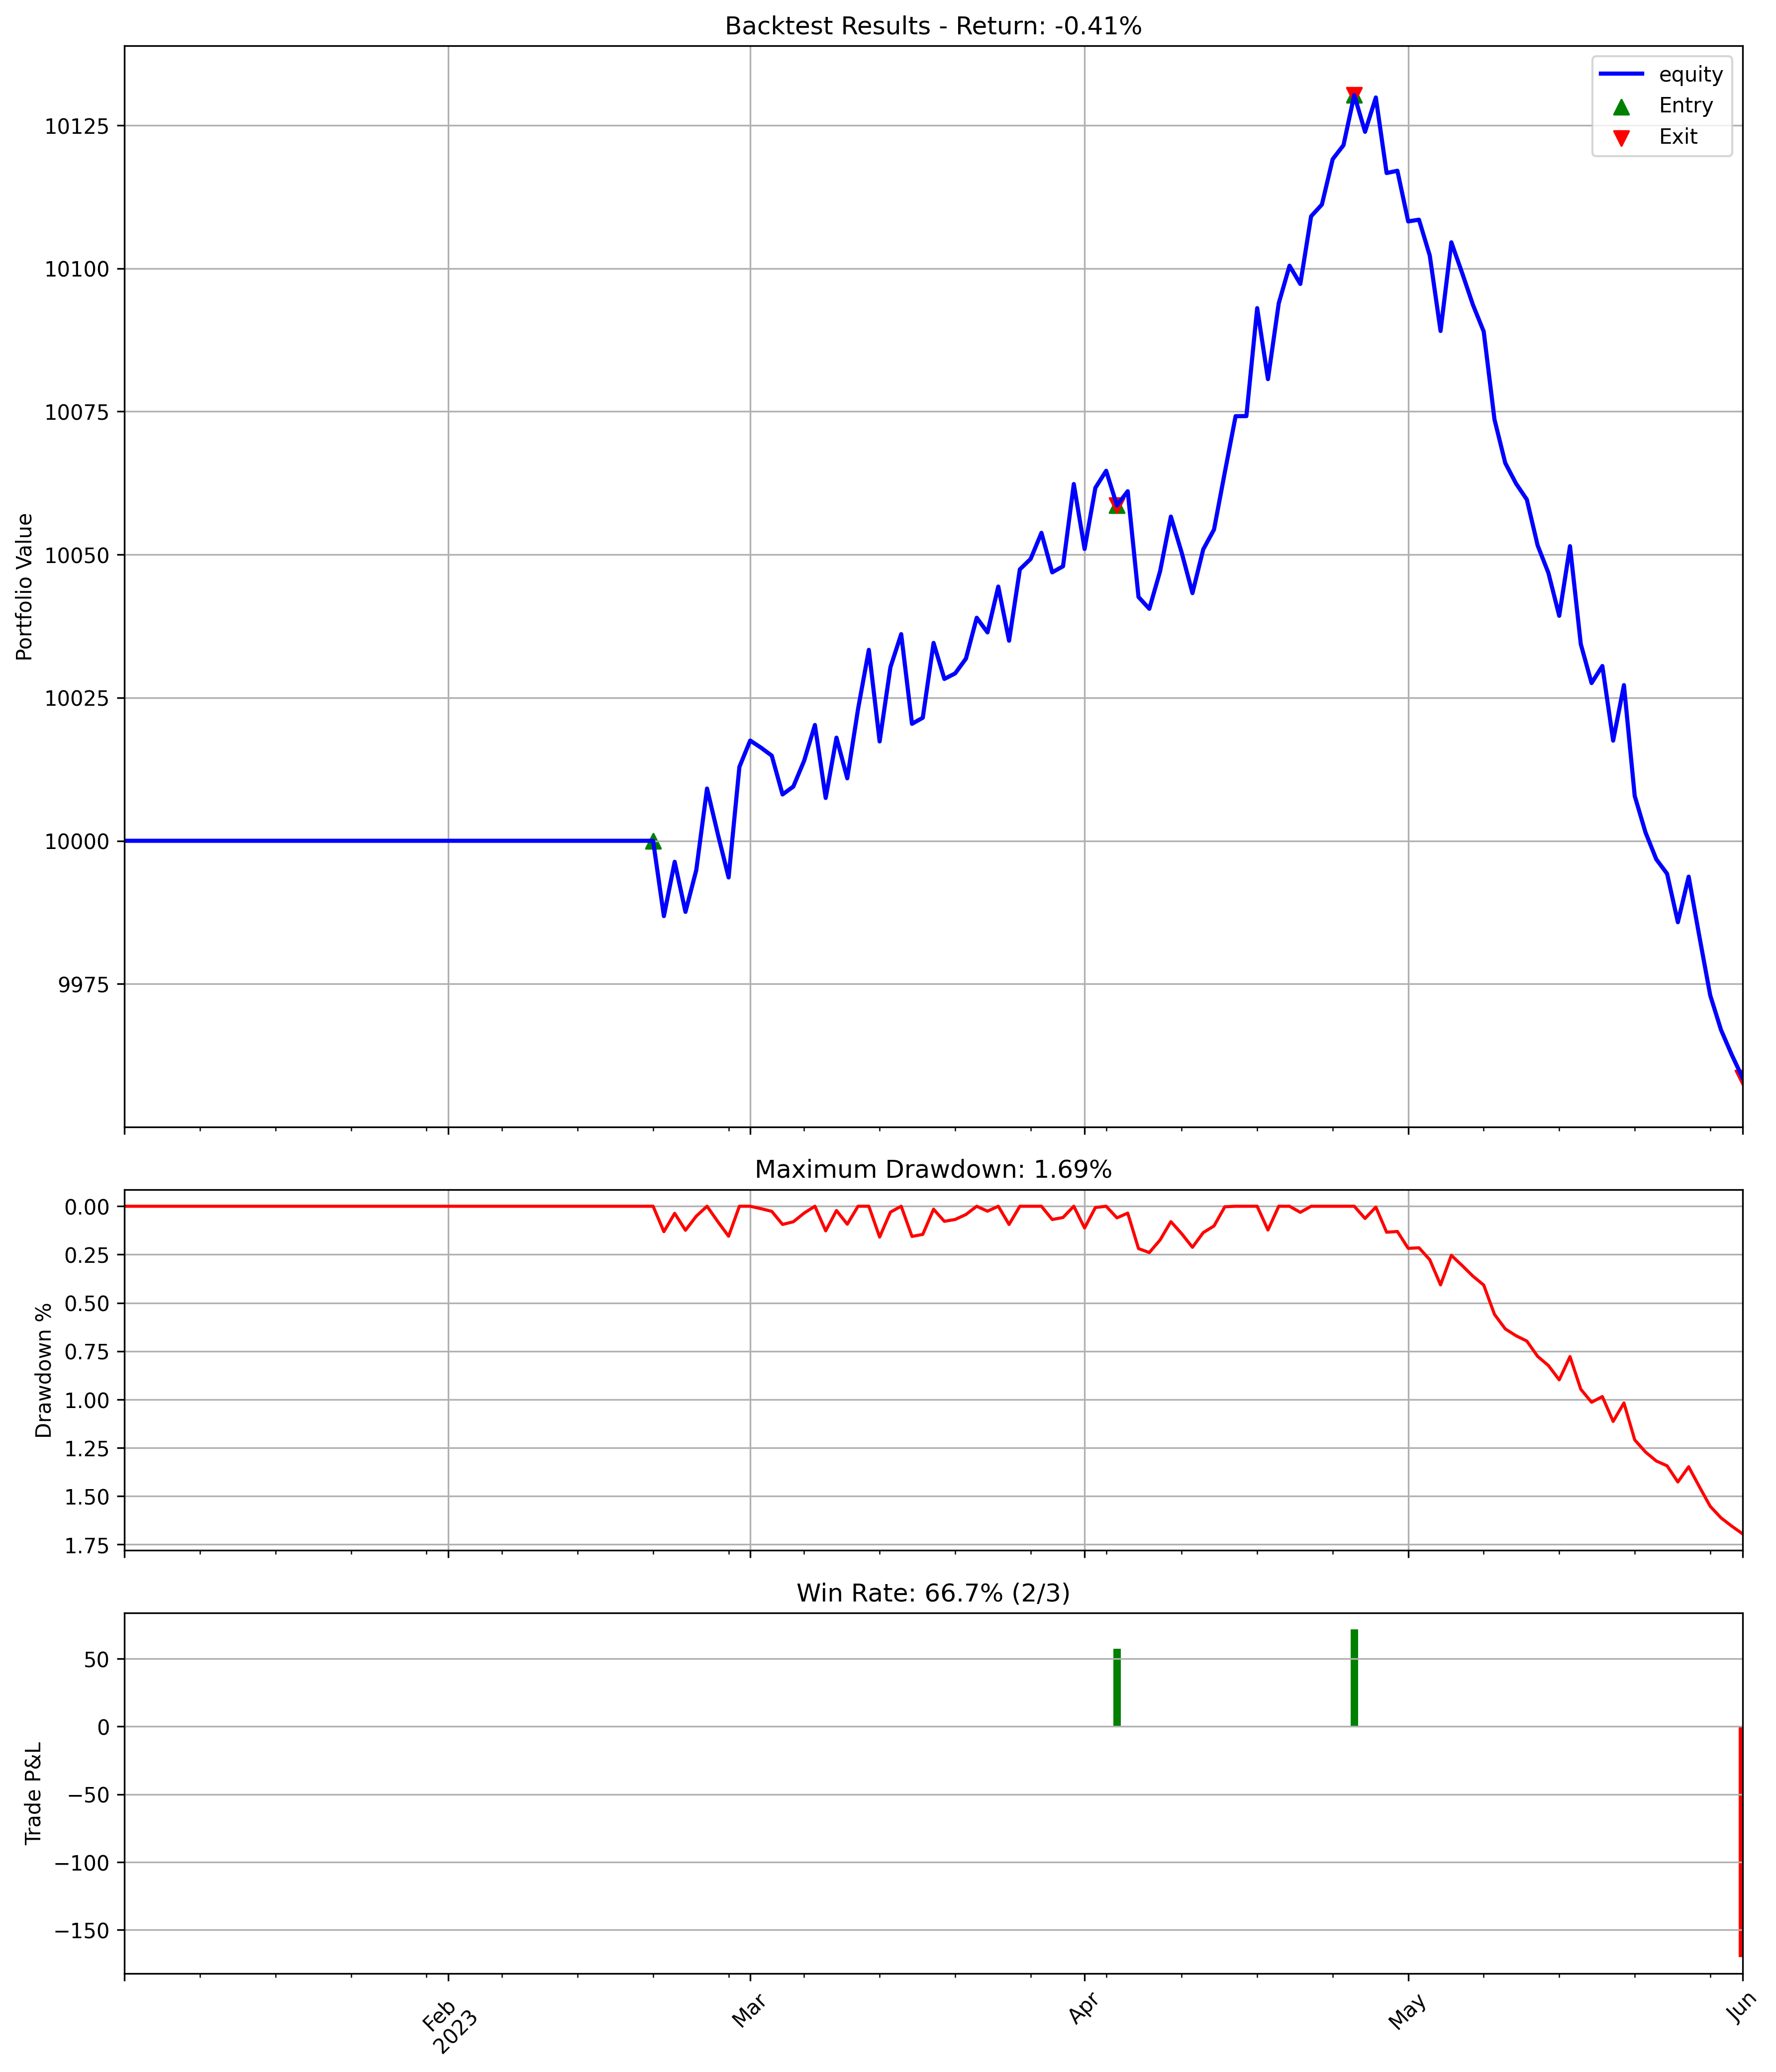 Backtest Results - Return: -0.41%
equity
Entry
Exit
Portfolio Value
10125
10100
10075
10050
10025
10000
9975
Maximum Drawdown: 1.69%
Drawdown %
0.00
0.25
0.50
0.75
1.00
1.25
1.50
1.75
Win Rate: 66.7% (2/3)
Trade P&L
50
0
−50
−100
−150
Feb
2023
Mar
Apr
May
Jun